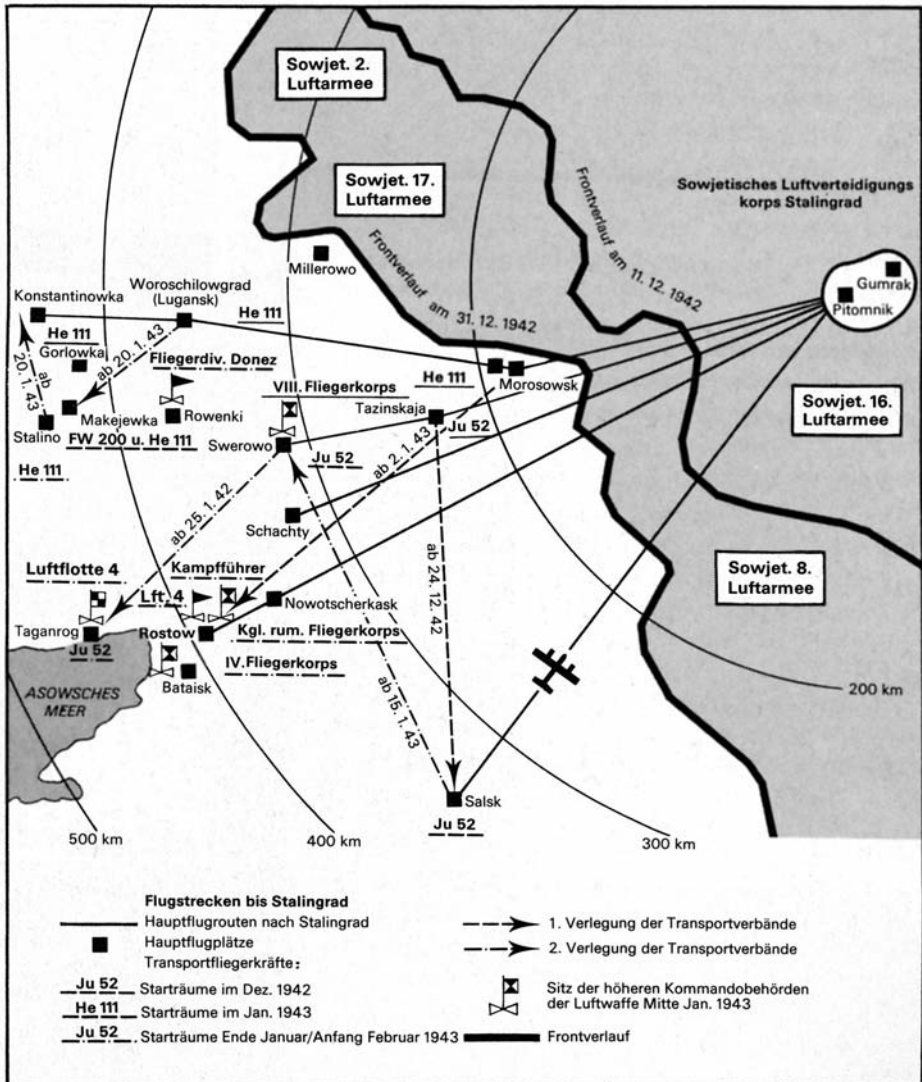 Sowjet. 2.
Luftarmee
Sowjet. 17.
Luftarmee
Frontverlauf am 11. 12. 1942
Sowjetisches Luftverteidigungs
korps Stalingrad
Gumrak
Pitomnik
Frontverlauf am 31. 12. 1942
Millerowo
Konstantinowka
Woroschilowgrad
(Lugansk)
He 111
He 111
Gorlowka
ab 20.1.43
ab 20.1.43
Fliegerdiv. Donez
VIII. Fliegerkorps
He 111
Morosowsk
Makejewka
Rowenki
Tazinskaja
Sowjet. 16.
Luftarmee
Stalino
FW 200 u. He 111
Swerowo
Ju 52
He 111
Ju 52
ab 2.1.43
ab 25.1.42
Schachty
ab 24.12.42
Sowjet. 8.
Luftarmee
Luftflotte 4
Kampfführer
Lft. 4
Nowotscherkask
Taganrog
Rostow
Kgl. rum. Fliegerkorps
Ju 52
IV. Fliegerkorps
Bataisk
ab 15.1.43
ASOWSCHES
MEER
200 km
Salsk
Ju 52
500 km
400 km
300 km
Flugstrecken bis Stalingrad
Hauptflugrouten nach Stalingrad
Hauptflugplätze
Transportfliegerkräfte:
Ju 52
Starträume im Dez. 1942
He 111
Starträume im Jan. 1943
Ju 52
Starträume Ende Januar/Anfang Februar 1943
1. Verlegung der Transportverbände
2. Verlegung der Transportverbände
Sitz der höheren Kommandobehörden
der Luftwaffe Mitte Jan. 1943
Frontverlauf